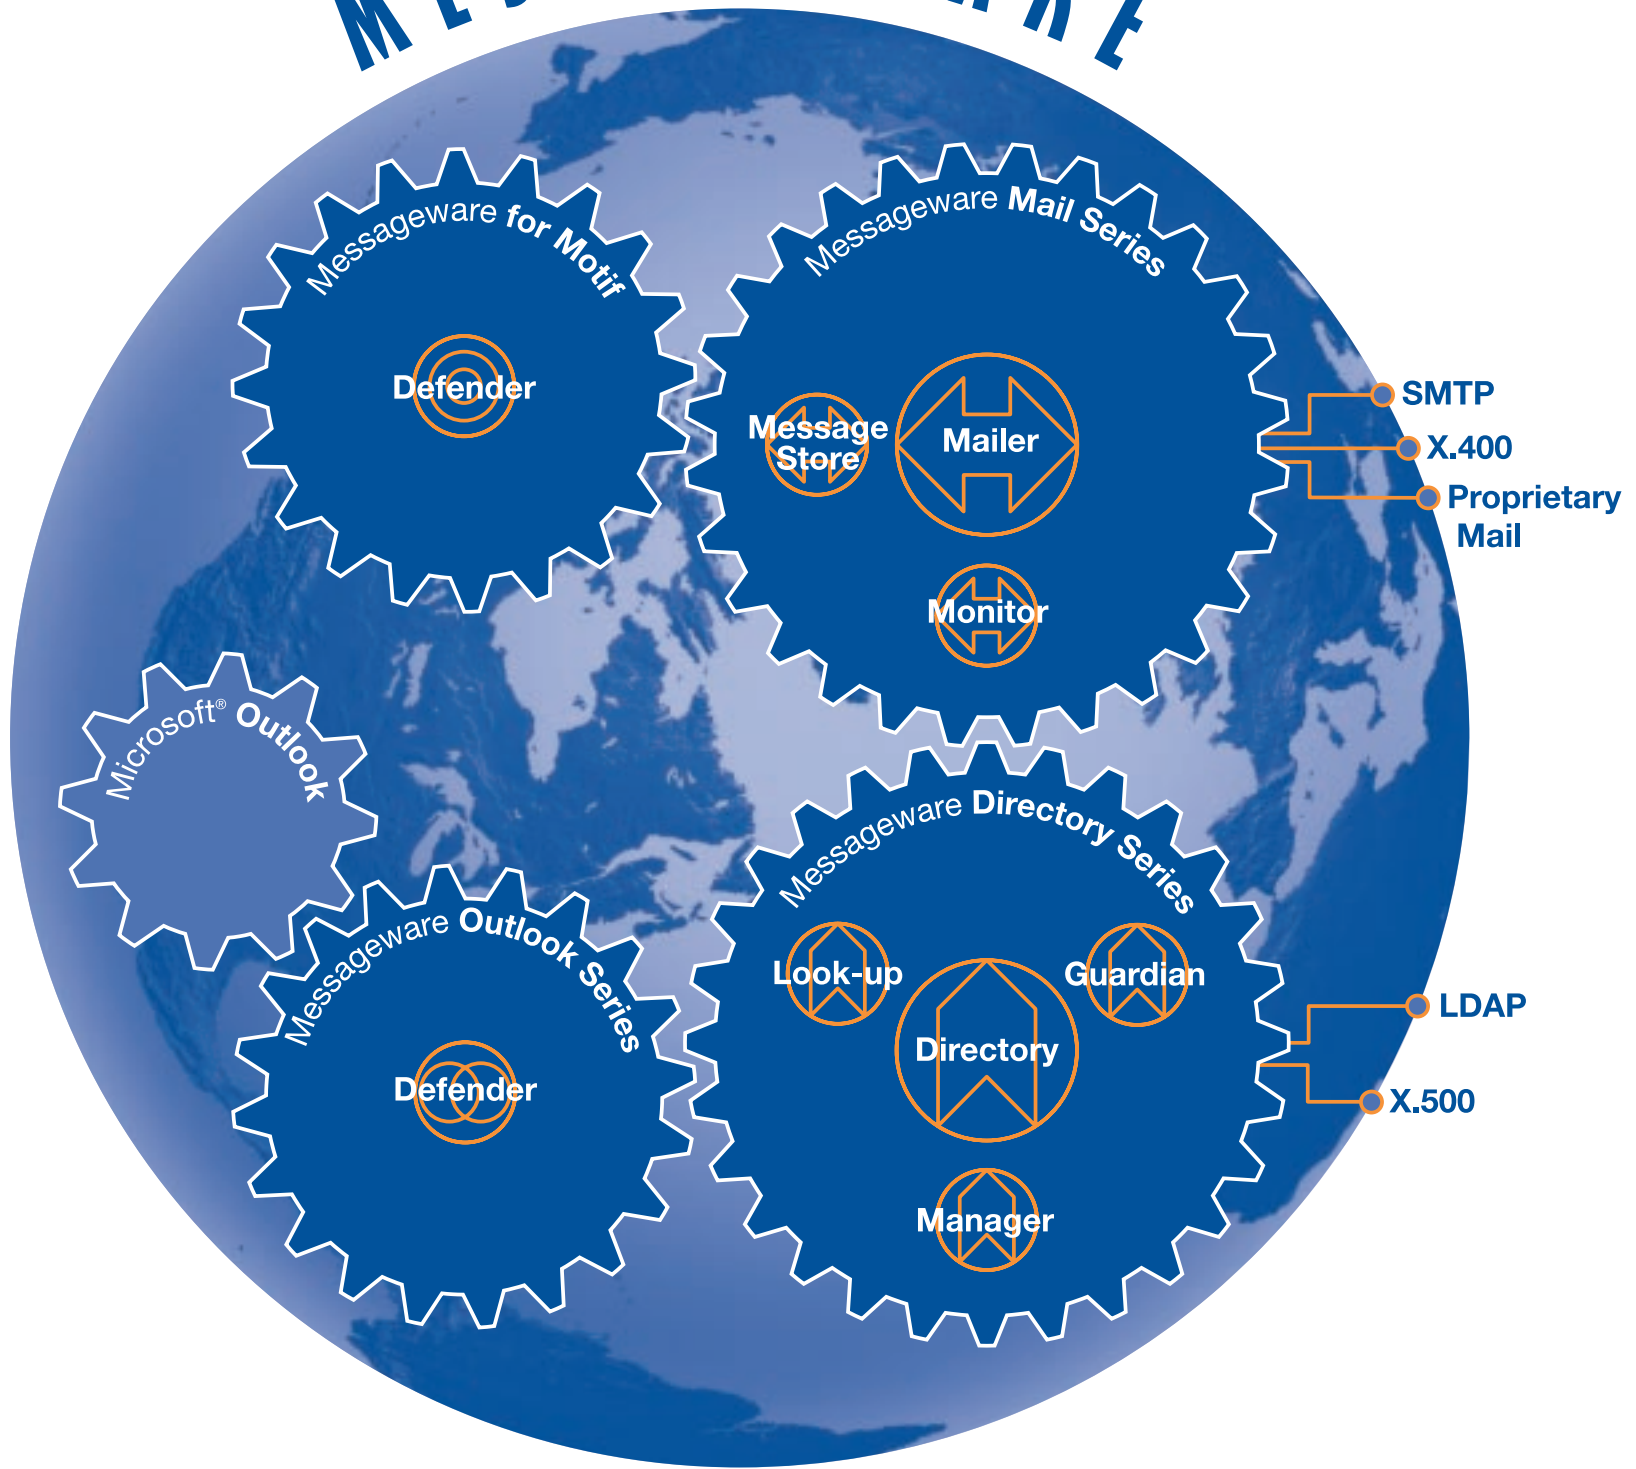 Messageware for Motif
Defender
Messageware Mail Series
Message
Store
Mailer
Monitor
SMTP
X.400
Proprietary
Mail
Microsoft® Outlook
Messageware Outlook Series
Defender
Messageware Directory Series
Look-up
Guardian
Directory
Manager
LDAP
X.500